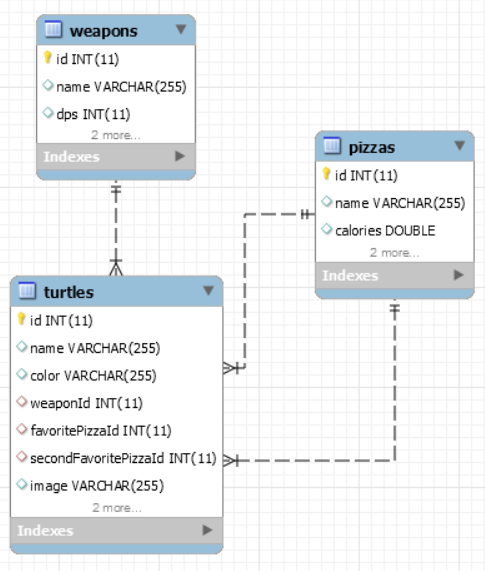 weapons
id INT(11)
name VARCHAR(255)
dps INT(11)
2 more...
Indexes
pizzas
id INT(11)
name VARCHAR(255)
calories DOUBLE
2 more...
Indexes
turtles
id INT(11)
name VARCHAR(255)
color VARCHAR(255)
weaponId INT(11)
favoritePizzaId INT(11)
secondFavoritePizzaId INT(11)
image VARCHAR(255)
2 more...
Indexes